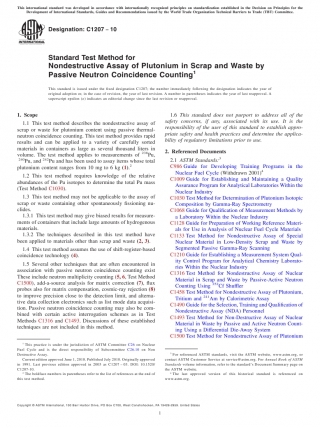 This international standard was developed in accordance with internationally recognized principles on standardization established in the Decision on Principles for the
Development of International Standards, Guides and Recommendations issued by the World Trade Organization Technical Barriers to Trade (TBT) Committee.
Designation: C1207 − 10
Standard Test Method for
Nondestructive Assay of Plutonium in Scrap and Waste by
Passive Neutron Coincidence Counting¹
This standard is issued under the fixed designation C1207; the number immediately following the designation indicates the year of
original adoption or, in the case of revision, the year of last revision. A number in parentheses indicates the year of last reapproval. A
superscript epsilon (ε) indicates an editorial change since the last revision or reapproval.
1. Scope
1.1 This test method describes the nondestructive assay of
scrap or waste for plutonium content using passive thermal-
neutron coincidence counting. This test method provides rapid
results and can be applied to a variety of carefully sorted
materials in containers as large as several thousand liters in
volume. The test method applies to measurements of ²³⁸Pu,
²⁴⁰Pu, and ²⁴²Pu and has been used to assay items whose total
plutonium content ranges from 10 mg to 6 kg (1).²
1.2 This test method requires knowledge of the relative
abundances of the Pu isotopes to determine the total Pu mass
(Test Method C1030).
1.3 This test method may not be applicable to the assay of
scrap or waste containing other spontaneously fissioning nu-
clides.
1.3.1 This test method may give biased results for measure-
ments of containers that include large amounts of hydrogenous
materials.
1.3.2 The techniques described in this test method have
been applied to materials other than scrap and waste (2, 3).
1.4 This test method assumes the use of shift-register-based
coincidence technology (4).
1.5 Several other techniques that are often encountered in
association with passive neutron coincidence counting exist
These include neutron multiplicity counting (5, 6, Test Method
C1500), add-a-source analysis for matrix correction (7), flux
probes also for matrix compensation, cosmic-ray rejection (8)
to improve precision close to the detection limit, and alterna-
tive data collection electronics such as list mode data acquisi-
tion. Passive neutron coincidence counting may also be com-
bined with certain active interrogation schemes as in Test
Methods C1316 and C1493. Discussions of these established
techniques are not included in this method.
1.6 This standard does not purport to address all of the
safety concerns, if any, associated with its use. It is the
responsibility of the user of this standard to establish appro-
priate safety and health practices and determine the applica-
bility of regulatory limitations prior to use.
2. Referenced Documents
2.1 ASTM Standards:³
C986 Guide for Developing Training Programs in the
Nuclear Fuel Cycle (Withdrawn 2001)⁴
C1009 Guide for Establishing and Maintaining a Quality
Assurance Program for Analytical Laboratories Within the
Nuclear Industry
C1030 Test Method for Determination of Plutonium Isotopic
Composition by Gamma-Ray Spectrometry
C1068 Guide for Qualification of Measurement Methods by
a Laboratory Within the Nuclear Industry
C1128 Guide for Preparation of Working Reference Materi-
als for Use in Analysis of Nuclear Fuel Cycle Materials
C1133 Test Method for Nondestructive Assay of Special
Nuclear Material in Low-Density Scrap and Waste by
Segmented Passive Gamma-Ray Scanning
C1210 Guide for Establishing a Measurement System Qual-
ity Control Program for Analytical Chemistry Laborato-
ries Within the Nuclear Industry
C1316 Test Method for Nondestructive Assay of Nuclear
Material in Scrap and Waste by Passive-Active Neutron
Counting Using ²⁵²Cf Shuffler
C1458 Test Method for Nondestructive Assay of Plutonium,
Tritium and ²⁴¹Am by Calorimetric Assay
C1490 Guide for the Selection, Training and Qualification of
Nondestructive Assay (NDA) Personnel
C1493 Test Method for Non-Destructive Assay of Nuclear
Material in Waste by Passive and Active Neutron Count-
ing Using a Differential Die-Away System
C1500 Test Method for Nondestructive Assay of Plutonium
¹ This practice is under the jurisdiction of ASTM Committee C26 on Nuclear
Fuel Cycle and is the direct responsibility of Subcommittee C26.10 on Non
Destructive Assay.
Current edition approved June 1, 2010. Published July 2010. Originally approved
in 1991. Last previous edition approved in 2003 as C1207 – 03. DOI: 10.1520/
C1207-10.
² The boldface numbers in parentheses refer to the list of references at the end of
this test method.
³ For referenced ASTM standards, visit the ASTM website, www.astm.org, or
contact ASTM Customer Service at service@astm.org. For Annual Book of ASTM
Standards volume information, refer to the standard's Document Summary page on
the ASTM website.
⁴ The last approved version of this historical standard is referenced on
www.astm.org.
Copyright © ASTM International, 100 Barr Harbor Drive, PO Box C700, West Conshohocken, PA 19428-2959. United States
1